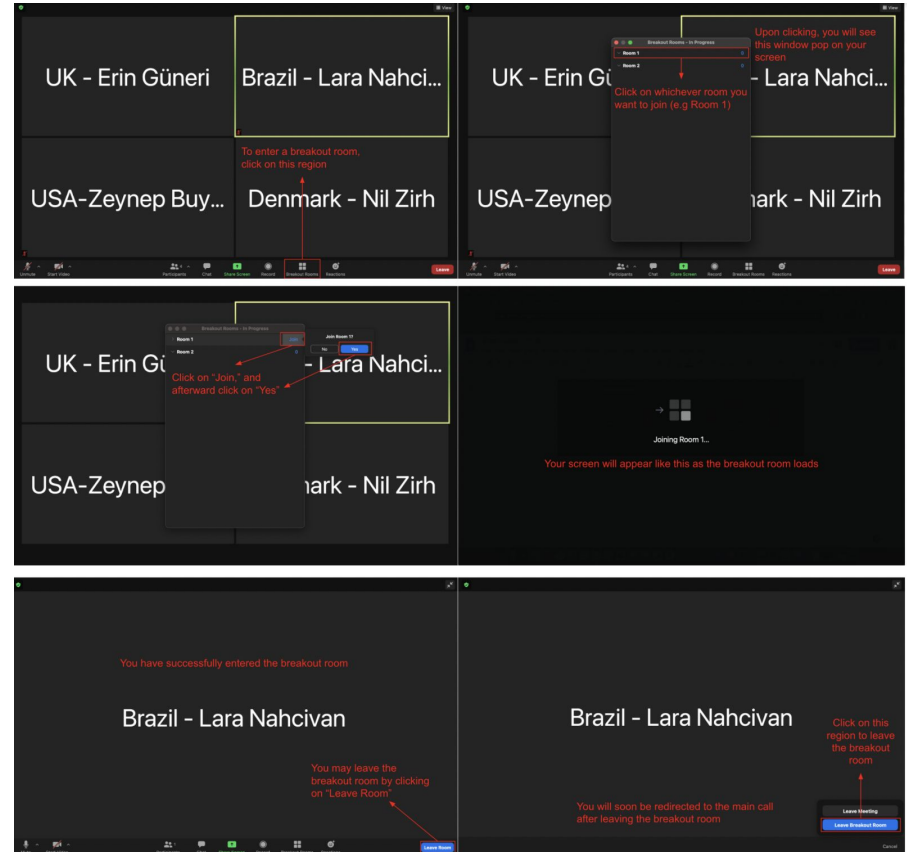 View
UK - Erin Güneri
Brazil - Lara Nahci...
To enter a breakout room,
click on this region
USA-Zeynep Buy...
Denmark - Nil Zirh
Unmute
Start Video
Participants
Chat
Share Screen
Record
Breakout Rooms
Reactions
Leave
View
Breakout Rooms - In Progress
Room 1
Room 2
Upon clicking, you will see
this window pop on your
screen
UK - Erin Gü
- Lara Nahci...
Click on whichever room you
want to join (e.g Room 1)
USA-Zeynep
nark - Nil Zirh
Unmute
Start Video
Participants
Chat
Share Screen
Record
Breakout Rooms
Reactions
Leave
Breakout Rooms - In Progress
Room 1
Join
Room 2
Join Room 1?
No
Yes
UK - Erin Gü
- Lara Nahci...
Click on “Join,” and
afterward click on “Yes”
USA-Zeynep
nark - Nil Zirh
Joining Room 1...
Your screen will appear like this as the breakout room loads
You have successfully entered the breakout room
Brazil - Lara Nahcivan
You may leave the
breakout room by clicking
on “Leave Room”
Leave Room
Brazil - Lara Nahcivan
Click on this
region to leave
the breakout
room
You will soon be redirected to the main call
after leaving the breakout room
Leave Meeting
Leave Breakout Room
Cancel